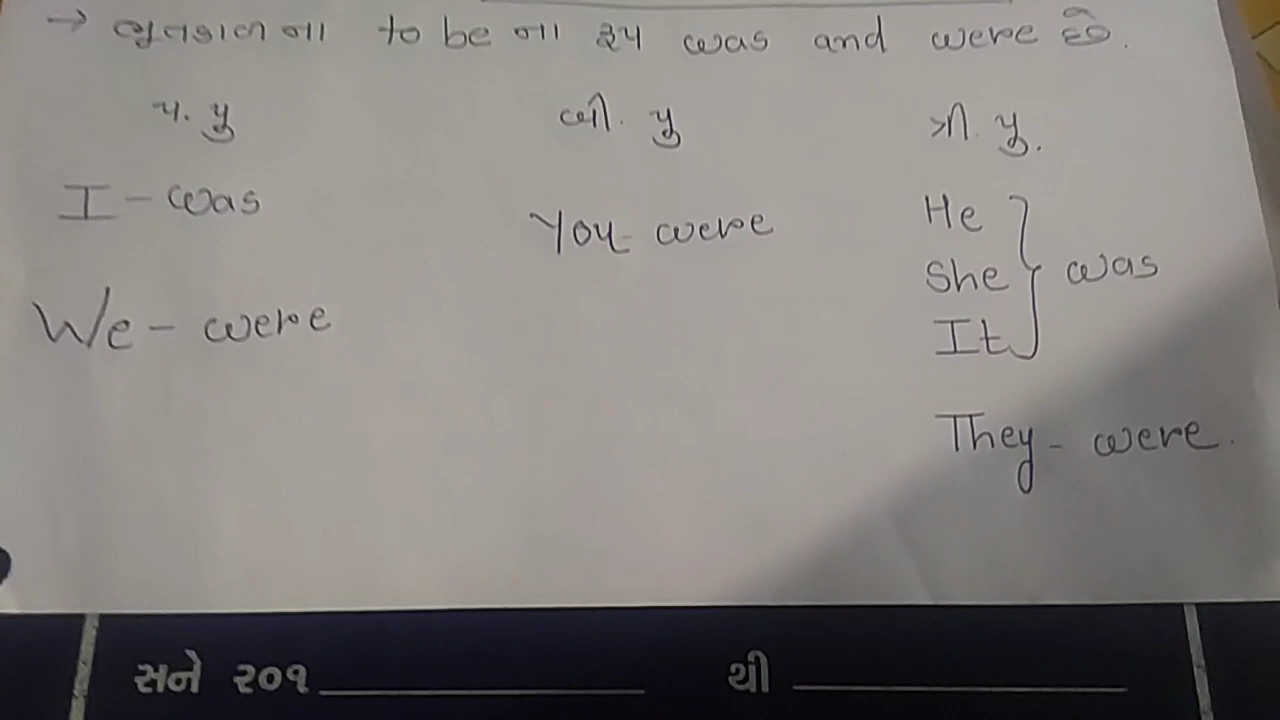 → ભુતકાળ ના to be ના રૂપ was and were છે.
પ. પુ બી. પુ ત્રી. પુ.
I - was You - were He
She } was
We - were It
They - were.
સને ૨૦૧ થી